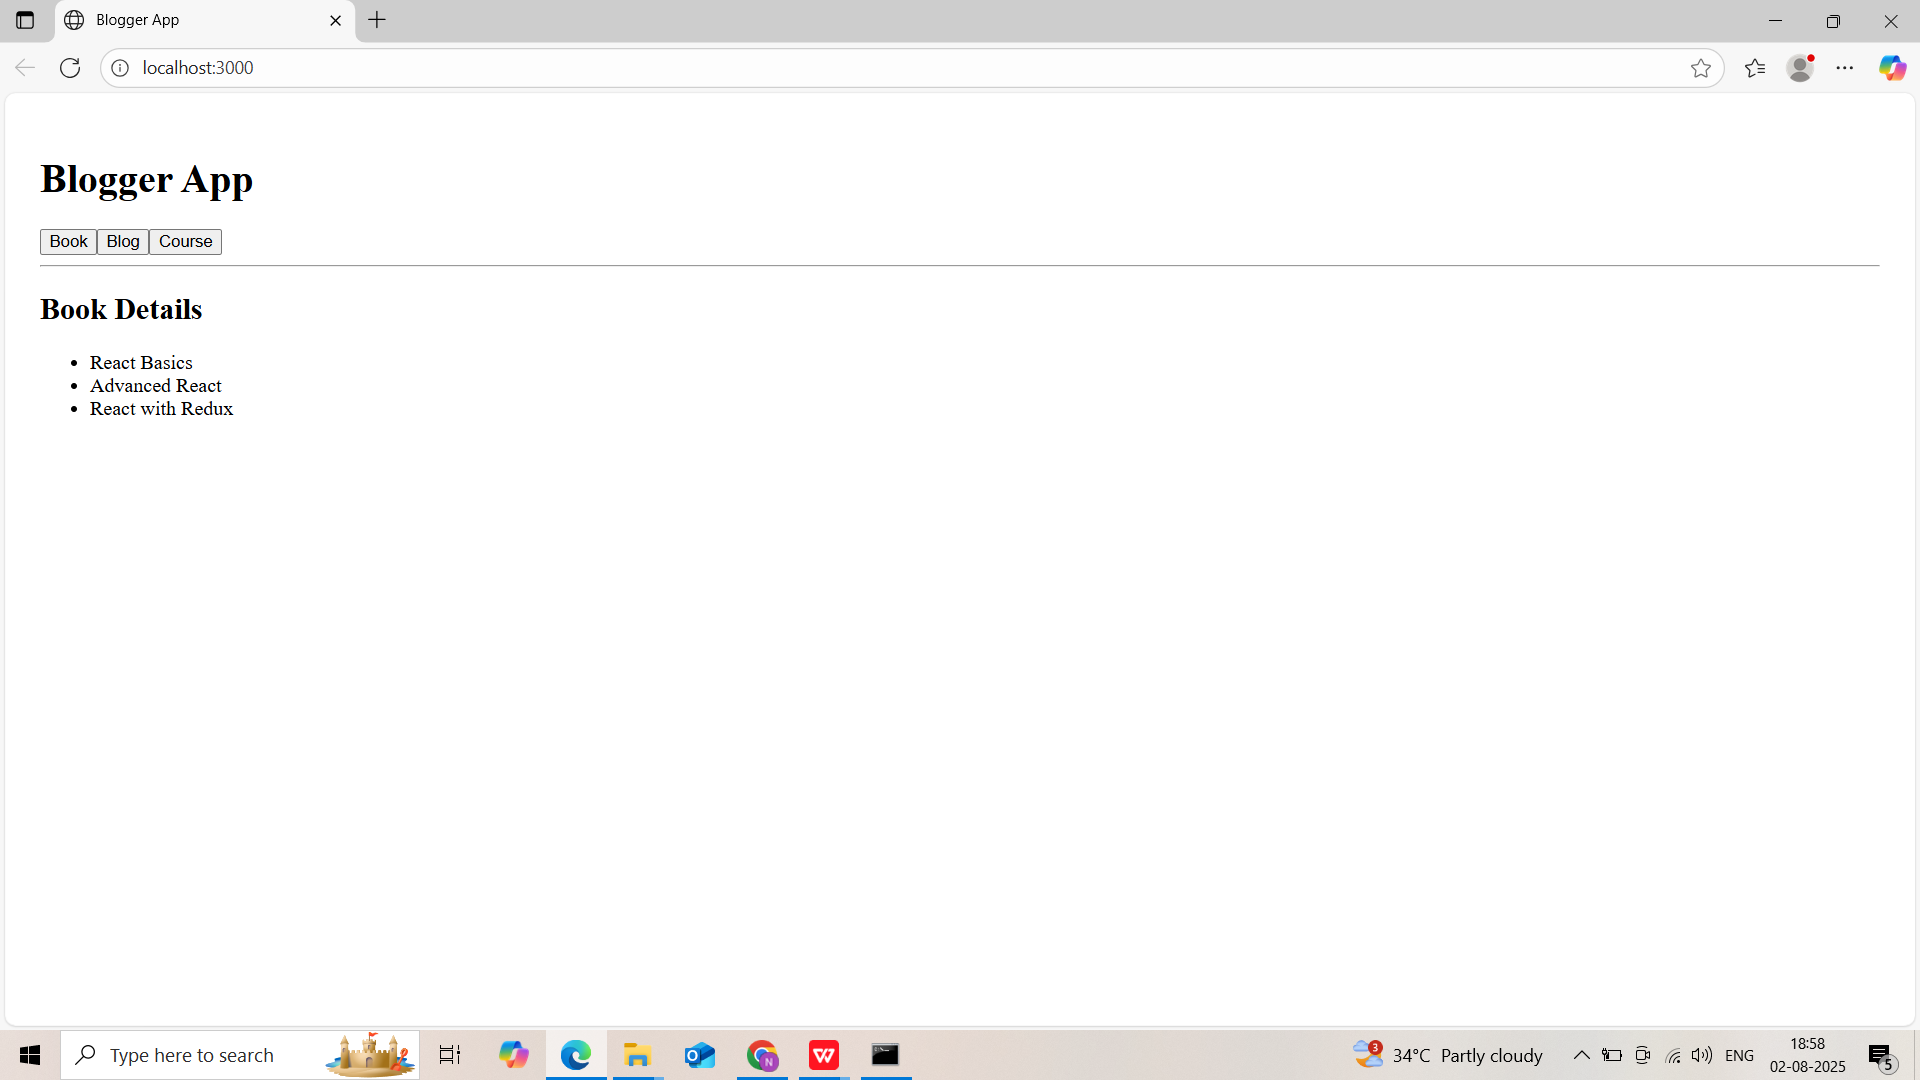 Blogger App
localhost:3000
Blogger App
Book Blog Course
Book Details
React Basics
Advanced React
React with Redux
Type here to search
N
3
34°C Partly cloudy
ENG
18:58
02-08-2025
5